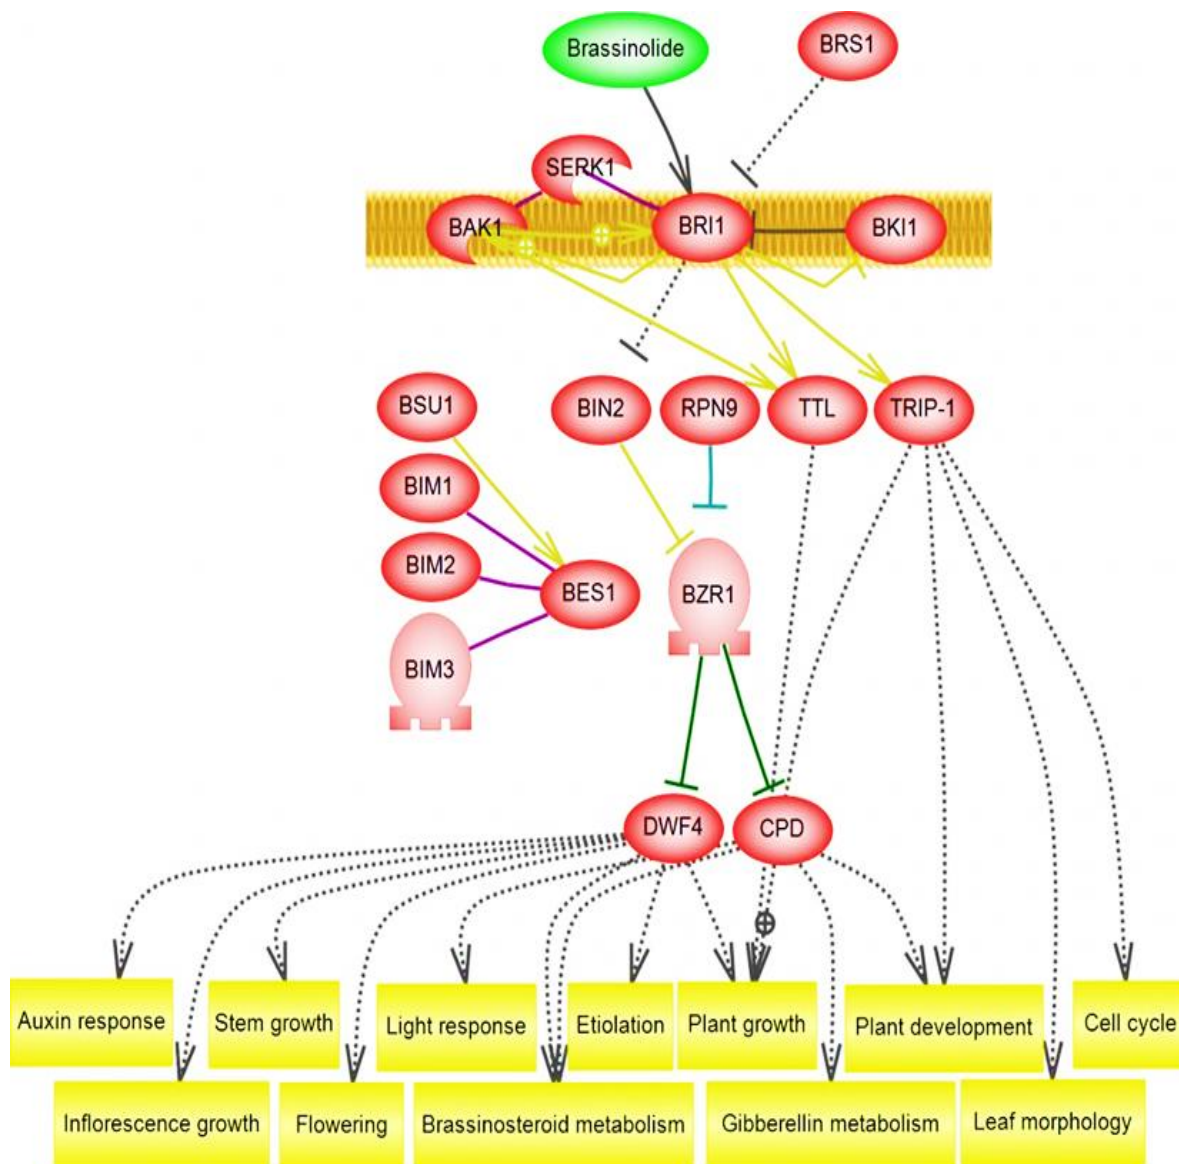 Brassinolide
BRS1
SERK1
BAK1
BRI1
BKI1
BSU1
BIN2
RPN9
TTL
TRIP-1
BIM1
BIM2
BES1
BZR1
BIM3
DWF4
CPD
Auxin response
Stem growth
Light response
Etiolation
Plant growth
Plant development
Cell cycle
Inflorescence growth
Flowering
Brassinosteroid metabolism
Gibberellin metabolism
Leaf morphology